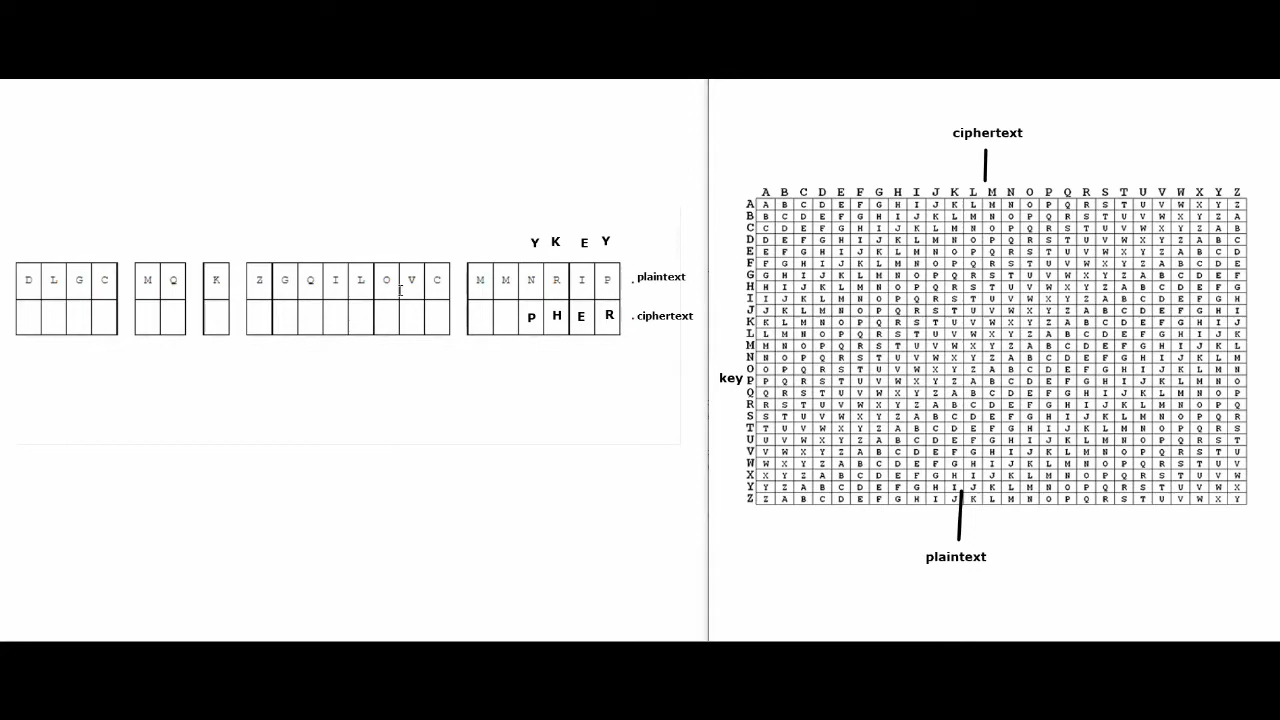 Y K E Y
D L G C M Q K Z G Q I L O V C M M N R I P . plaintext
P H E R . ciphertext
ciphertext
A B C D E F G H I J K L M N O P Q R S T U V W X Y Z
A A B C D E F G H I J K L M N O P Q R S T U V W X Y Z
B B C D E F G H I J K L M N O P Q R S T U V W X Y Z A
C C D E F G H I J K L M N O P Q R S T U V W X Y Z A B
D D E F G H I J K L M N O P Q R S T U V W X Y Z A B C
E E F G H I J K L M N O P Q R S T U V W X Y Z A B C D
F F G H I J K L M N O P Q R S T U V W X Y Z A B C D E
G G H I J K L M N O P Q R S T U V W X Y Z A B C D E F
H H I J K L M N O P Q R S T U V W X Y Z A B C D E F G
I I J K L M N O P Q R S T U V W X Y Z A B C D E F G H
J J K L M N O P Q R S T U V W X Y Z A B C D E F G H I
K K L M N O P Q R S T U V W X Y Z A B C D E F G H I J
L L M N O P Q R S T U V W X Y Z A B C D E F G H I J K
M M N O P Q R S T U V W X Y Z A B C D E F G H I J K L
N N O P Q R S T U V W X Y Z A B C D E F G H I J K L M
O O P Q R S T U V W X Y Z A B C D E F G H I J K L M N
key P P Q R S T U V W X Y Z A B C D E F G H I J K L M N O
Q Q R S T U V W X Y Z A B C D E F G H I J K L M N O P
R R S T U V W X Y Z A B C D E F G H I J K L M N O P Q
S S T U V W X Y Z A B C D E F G H I J K L M N O P Q R
T T U V W X Y Z A B C D E F G H I J K L M N O P Q R S
U U V W X Y Z A B C D E F G H I J K L M N O P Q R S T
V V W X Y Z A B C D E F G H I J K L M N O P Q R S T U
W W X Y Z A B C D E F G H I J K L M N O P Q R S T U V
X X Y Z A B C D E F G H I J K L M N O P Q R S T U V W
Y Y Z A B C D E F G H I J K L M N O P Q R S T U V W X
Z Z A B C D E F G H I J K L M N O P Q R S T U V W X Y
plaintext